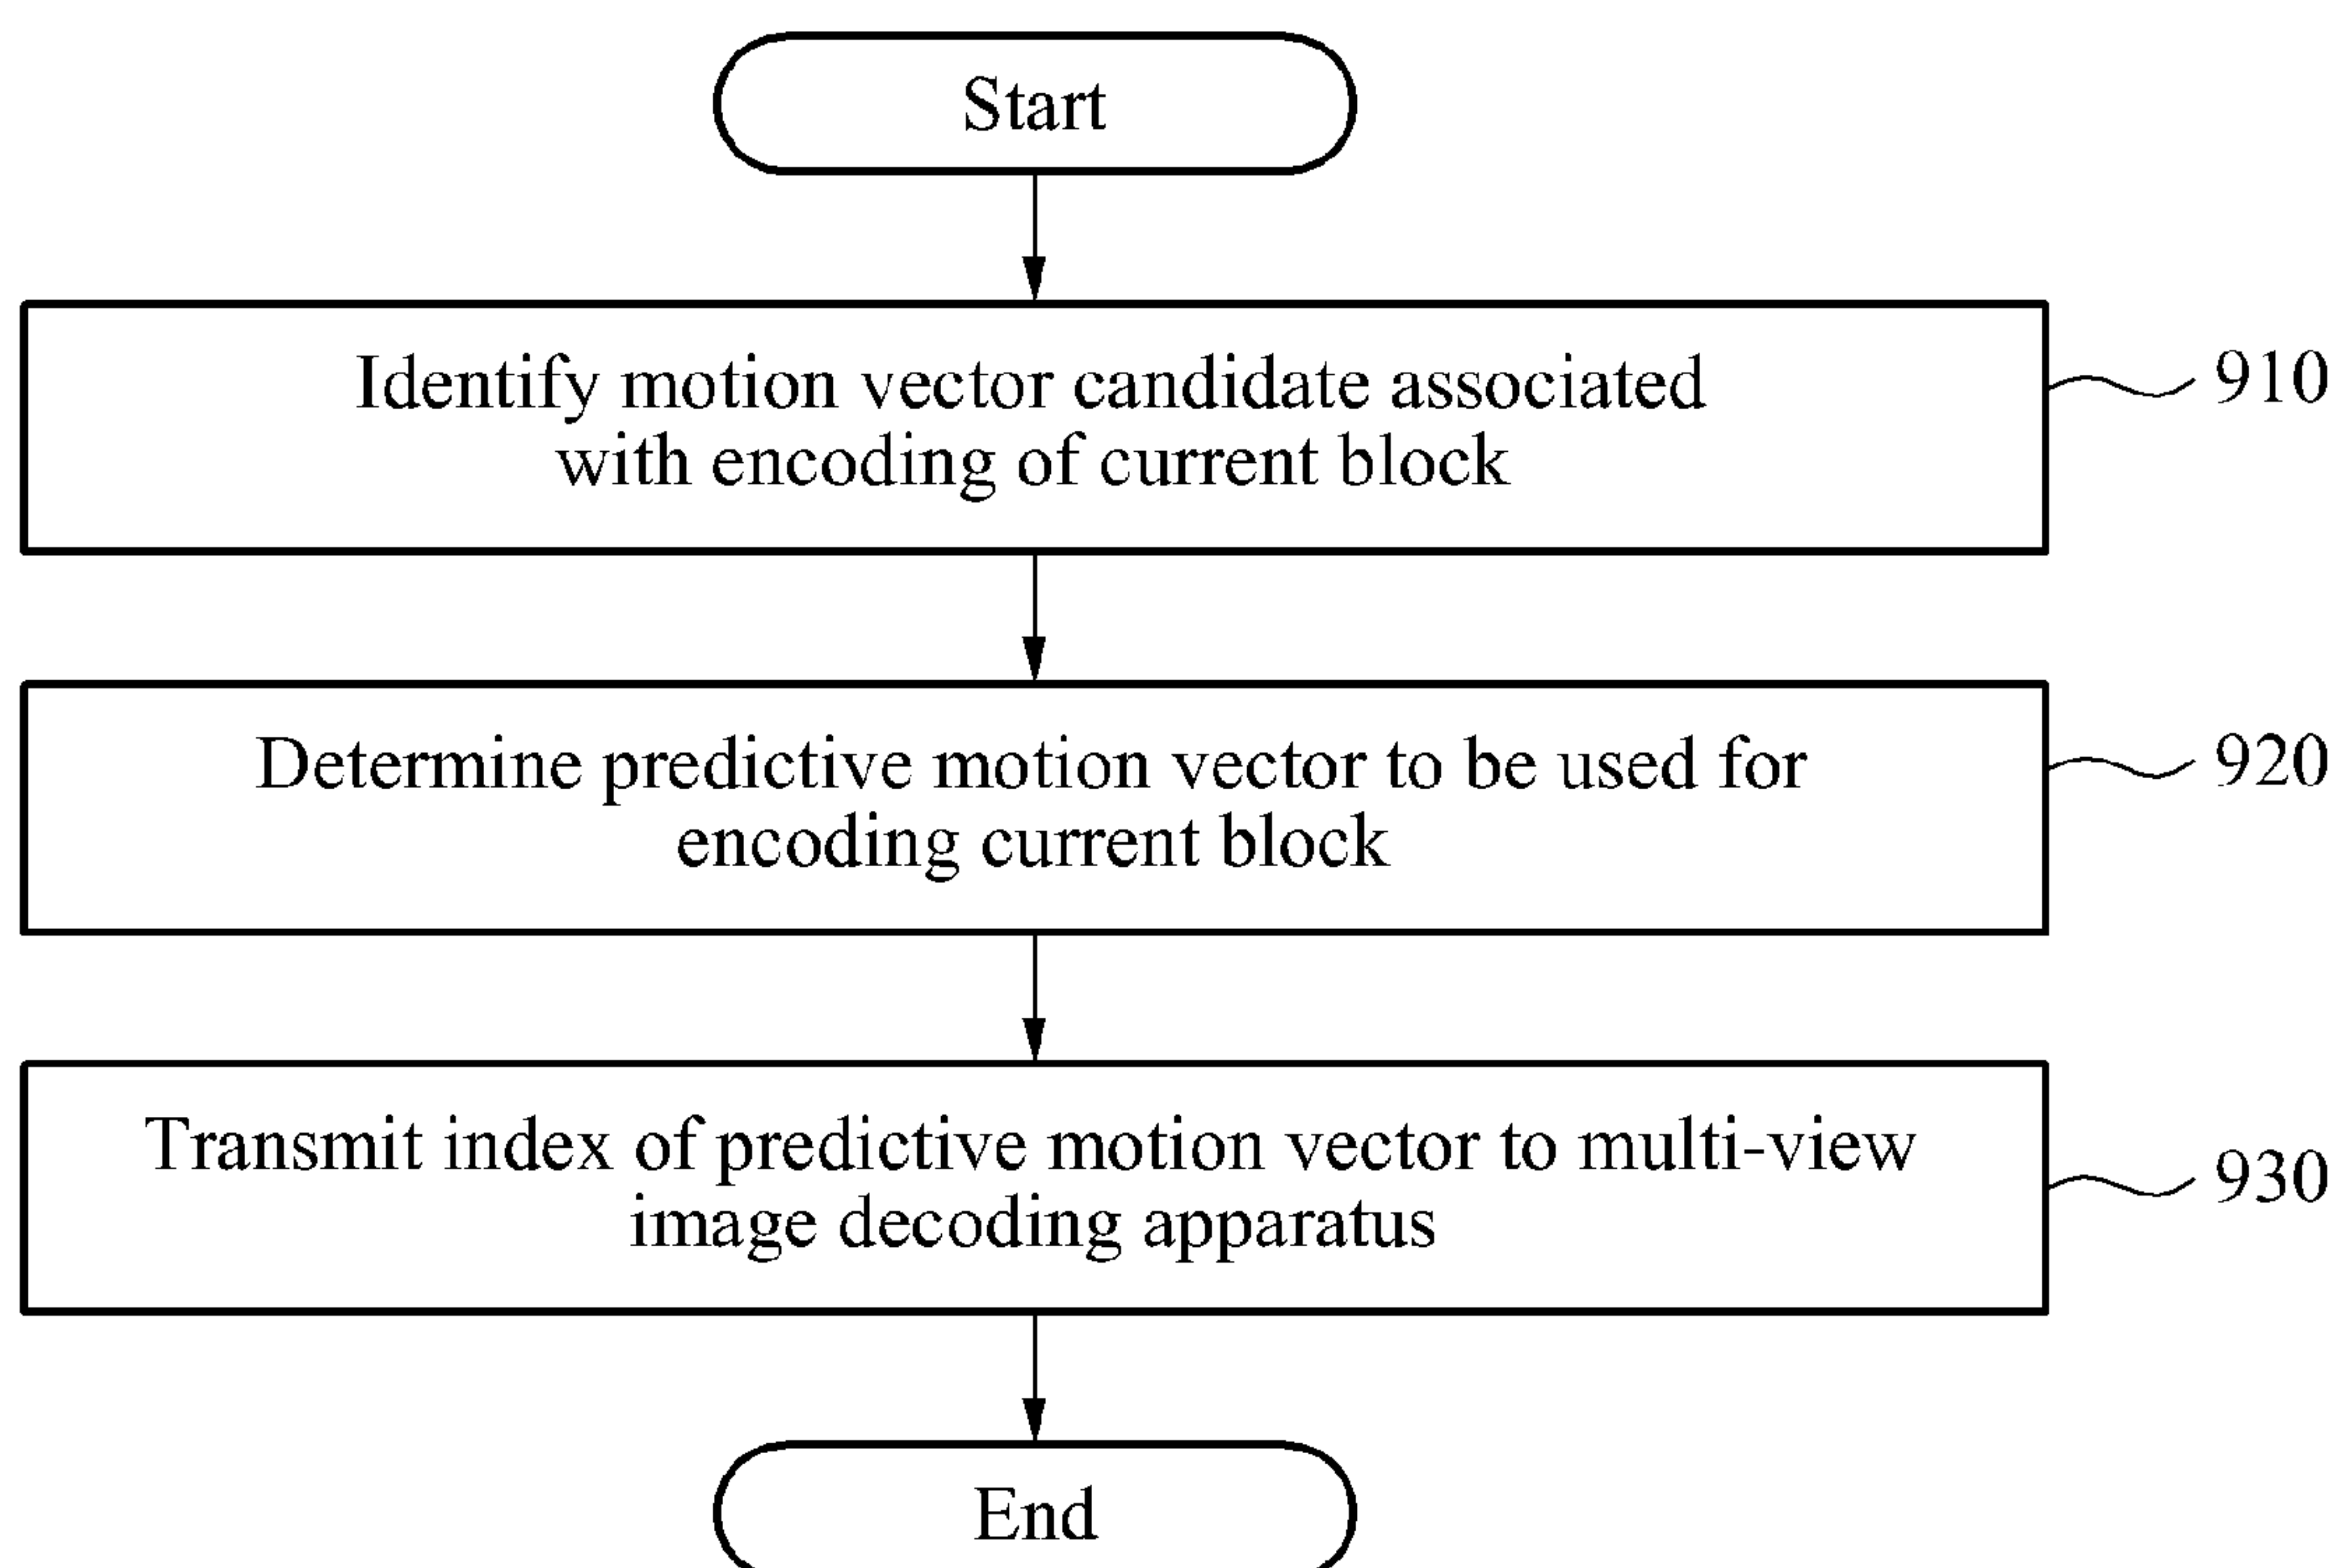 Start
Identify motion vector candidate associated
with encoding of current block
910
Determine predictive motion vector to be used for
encoding current block
920
Transmit index of predictive motion vector to multi-view
image decoding apparatus
930
End